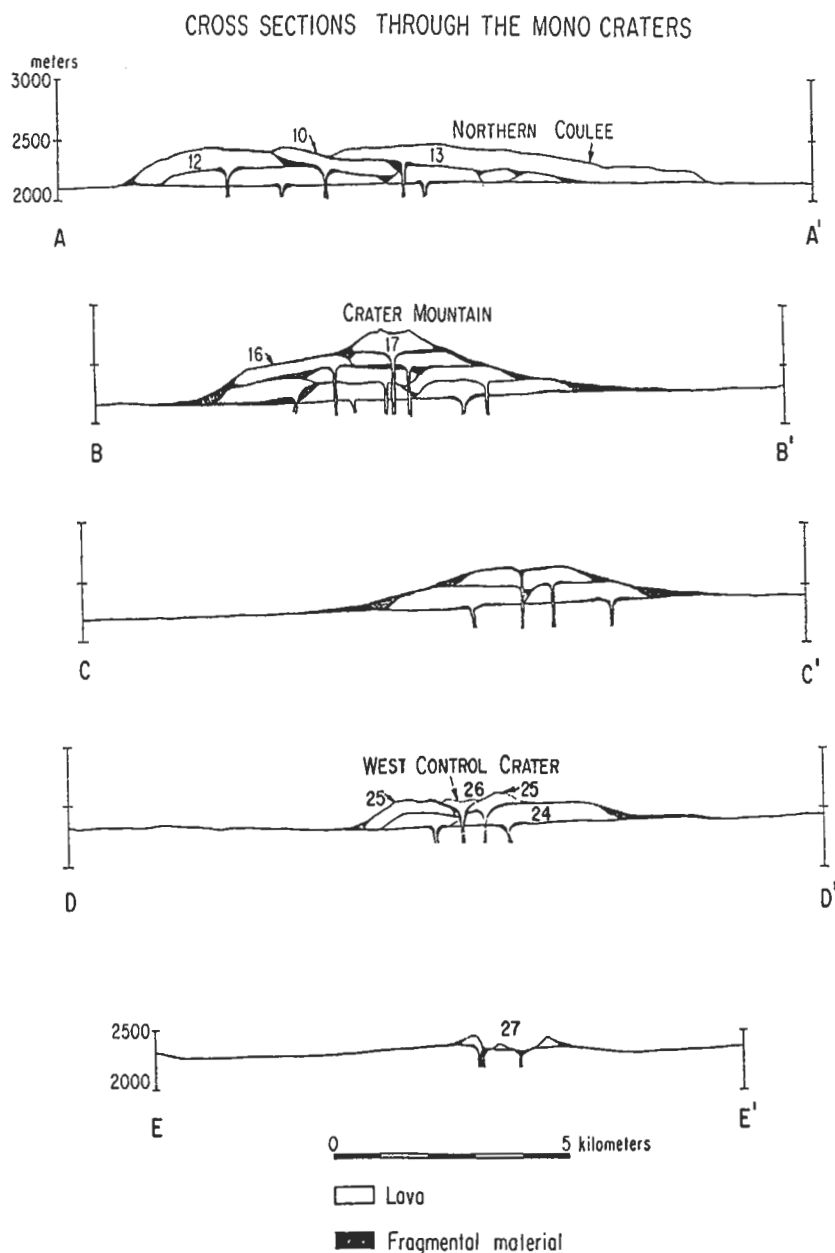 CROSS SECTIONS THROUGH THE MONO CRATERS
meters
3000
2500
2000
10
12
13
NORTHERN COULEE
A
A'
CRATER MOUNTAIN
16
17
B
B'
C
C'
WEST CONTROL CRATER
25
26
25
24
D
D'
27
2500
2000
E
E'
0
5 kilometers
Lava
Fragmental material